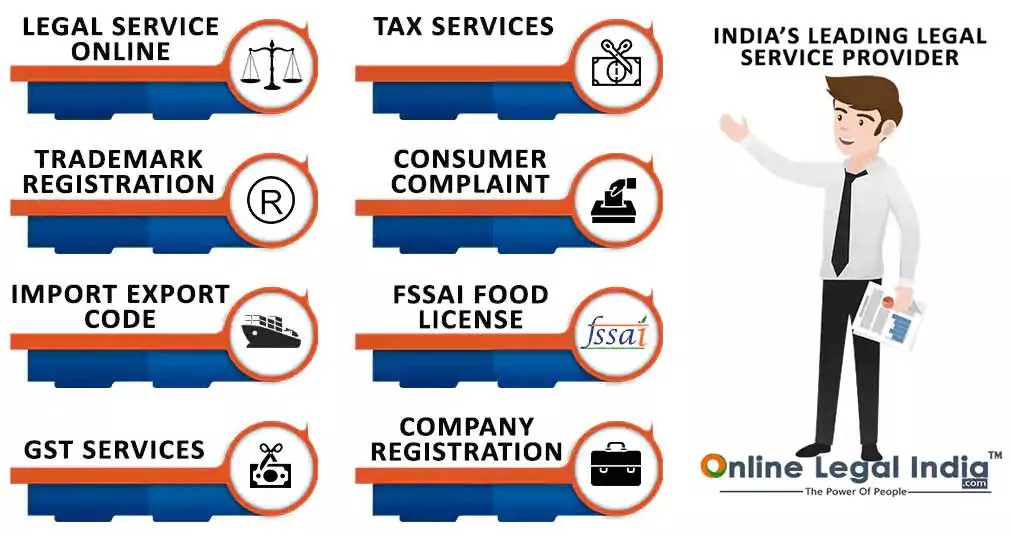 LEGAL SERVICE
ONLINE
TAX SERVICES
INDIA'S LEADING LEGAL
SERVICE PROVIDER
TRADEMARK
REGISTRATION
R
CONSUMER
COMPLAINT
IMPORT EXPORT
CODE
FSSAI FOOD
LICENSE
fssai
GST SERVICES
COMPANY
REGISTRATION
Online Legal India™
.com
The Power Of People